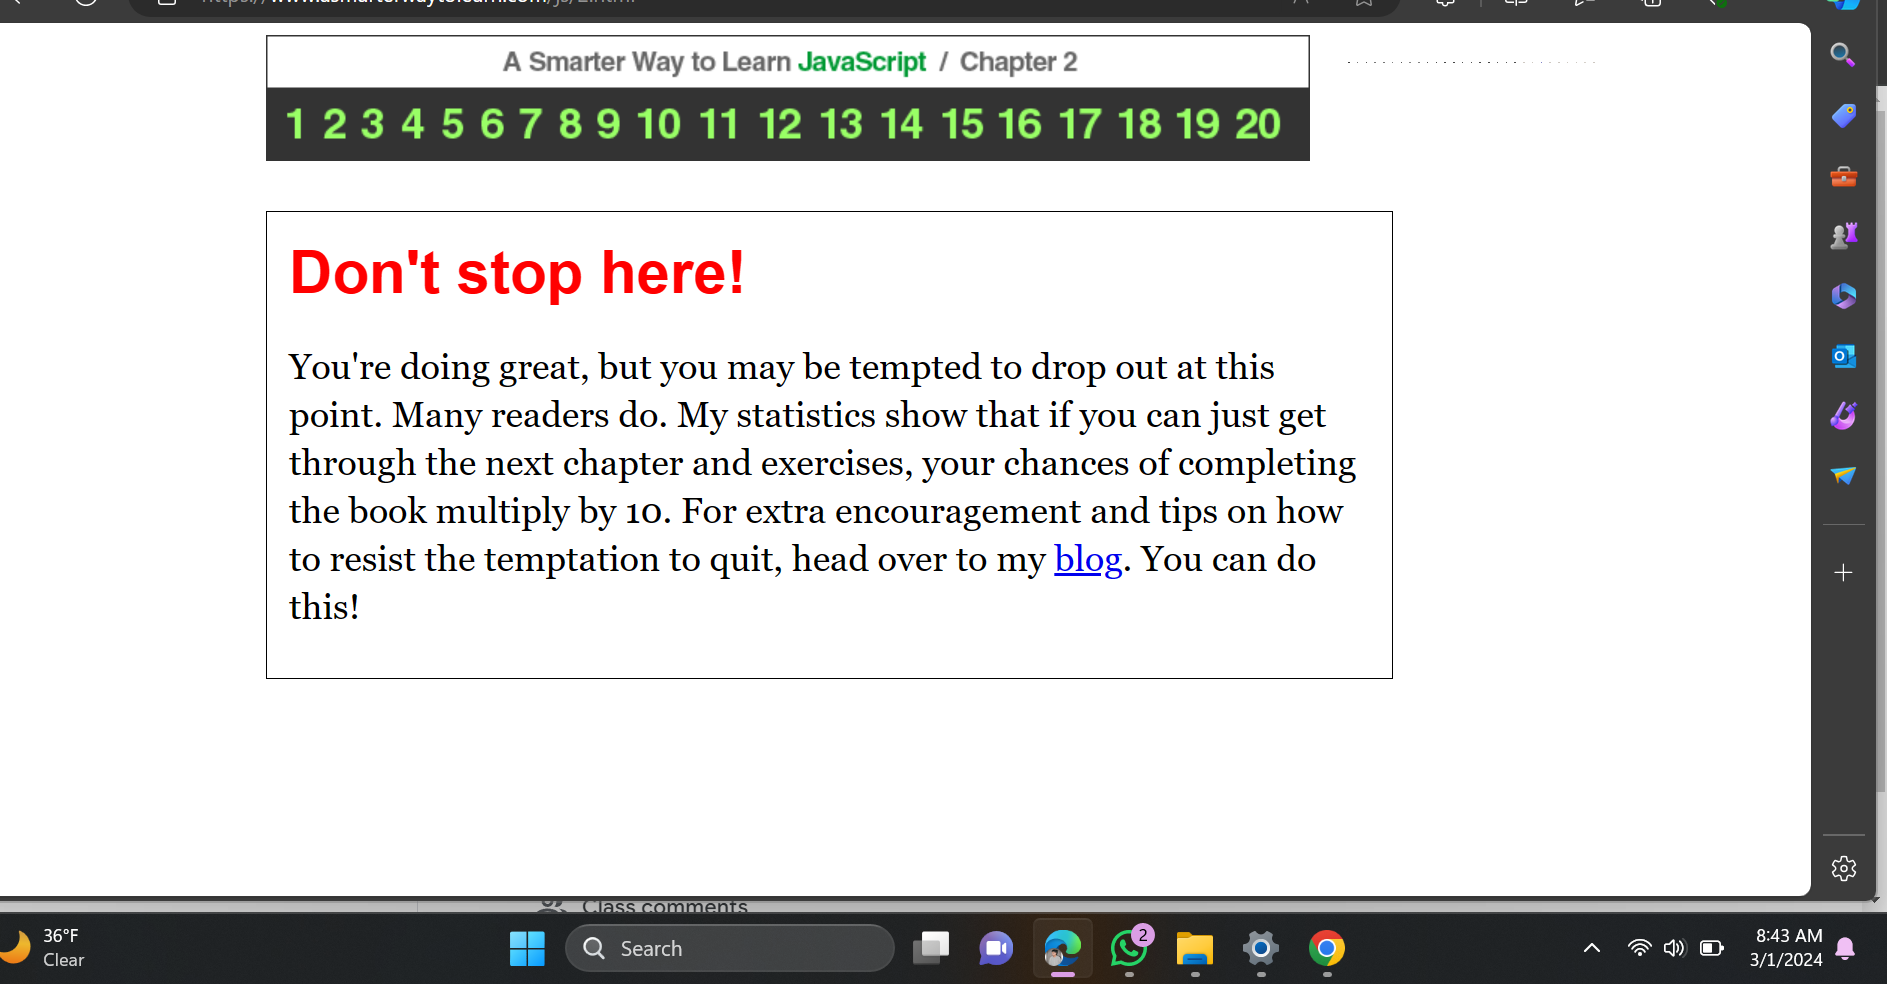 A Smarter Way to Learn JavaScript / Chapter 2
1 2 3 4 5 6 7 8 9 10 11 12 13 14 15 16 17 18 19 20
Don't stop here!
You're doing great, but you may be tempted to drop out at this
point. Many readers do. My statistics show that if you can just get
through the next chapter and exercises, your chances of completing
the book multiply by 10. For extra encouragement and tips on how
to resist the temptation to quit, head over to my blog. You can do
this!
Class comments
36°F
Clear
Search
2
8:43 AM
3/1/2024